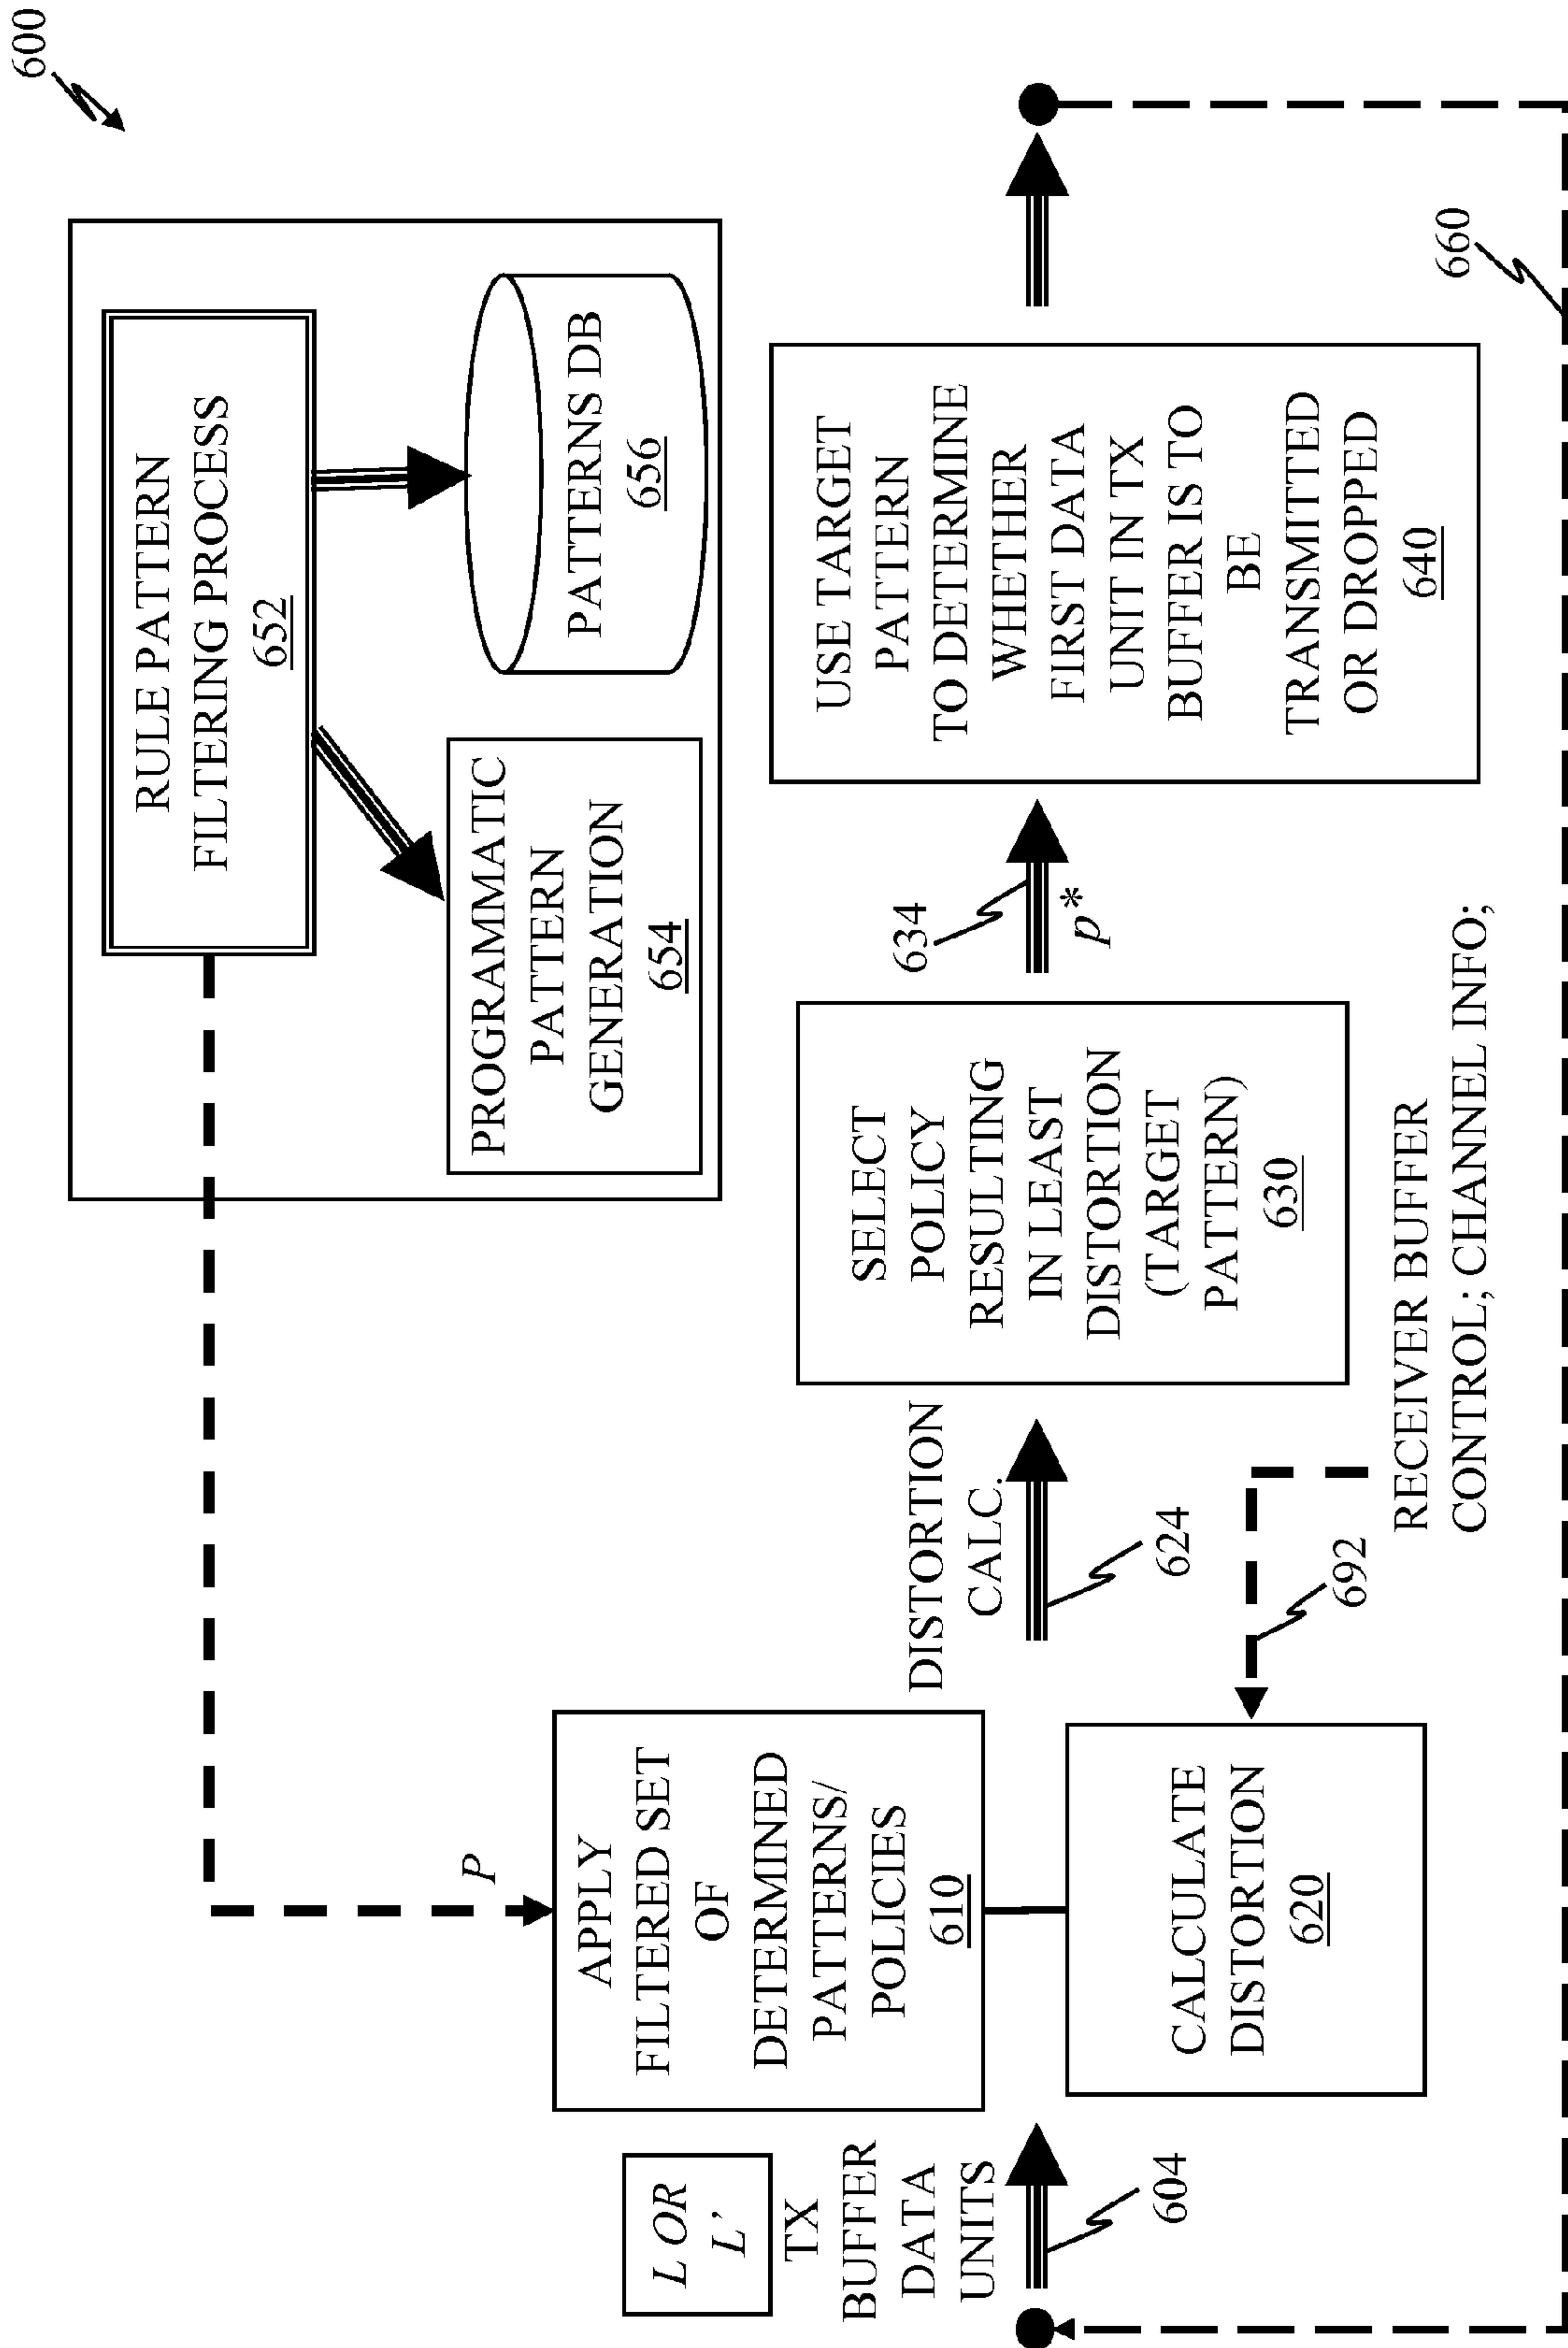 600
RULE PATTERN
FILTERING PROCESS
652
PROGRAMMATIC
PATTERN
GENERATION
654
PATTERNS DB
656
P
L OR
L’
TX
BUFFER
DATA
UNITS
604
APPLY
FILTERED SET
OF
DETERMINED
PATTERNS/
POLICIES
610
CALCULATE
DISTORTION
620
DISTORTION
CALC.
624
692
RECEIVER BUFFER
CONTROL; CHANNEL INFO;
SELECT
POLICY
RESULTING
IN LEAST
DISTORTION
(TARGET
PATTERN)
630
634
p*
USE TARGET
PATTERN
TO DETERMINE
WHETHER
FIRST DATA
UNIT IN TX
BUFFER IS TO
BE
TRANSMITTED
OR DROPPED
640
660